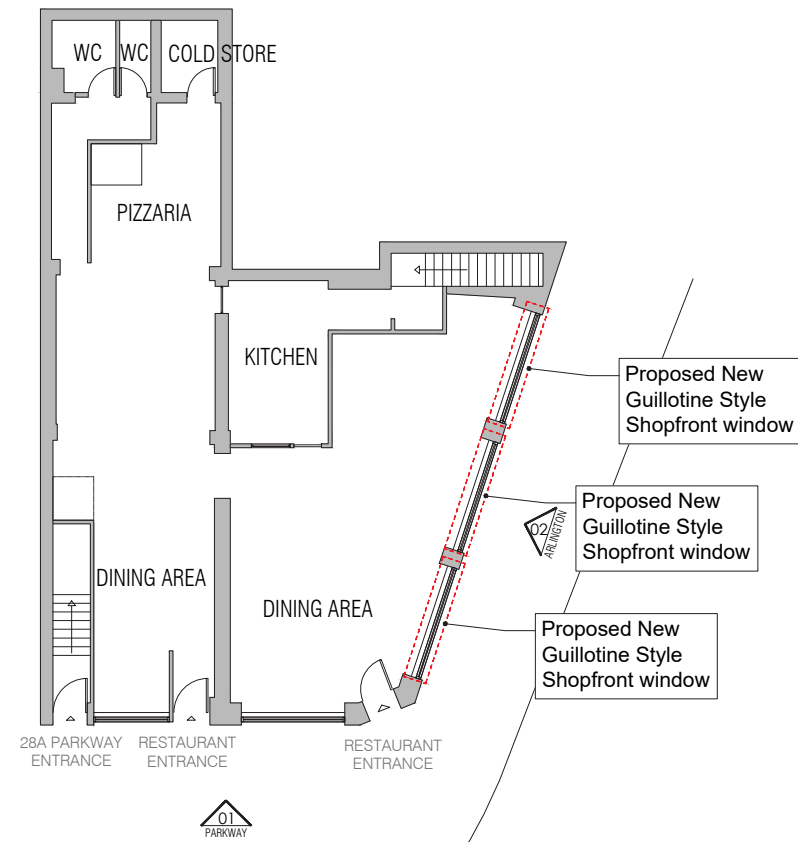 WC
WC
COLD STORE
PIZZARIA
KITCHEN
Proposed New
Guillotine Style
Shopfront window
Proposed New
Guillotine Style
Shopfront window
02
ARLINGTON
DINING AREA
DINING AREA
Proposed New
Guillotine Style
Shopfront window
28A PARKWAY
ENTRANCE
RESTAURANT
ENTRANCE
RESTAURANT
ENTRANCE
01
PARKWAY